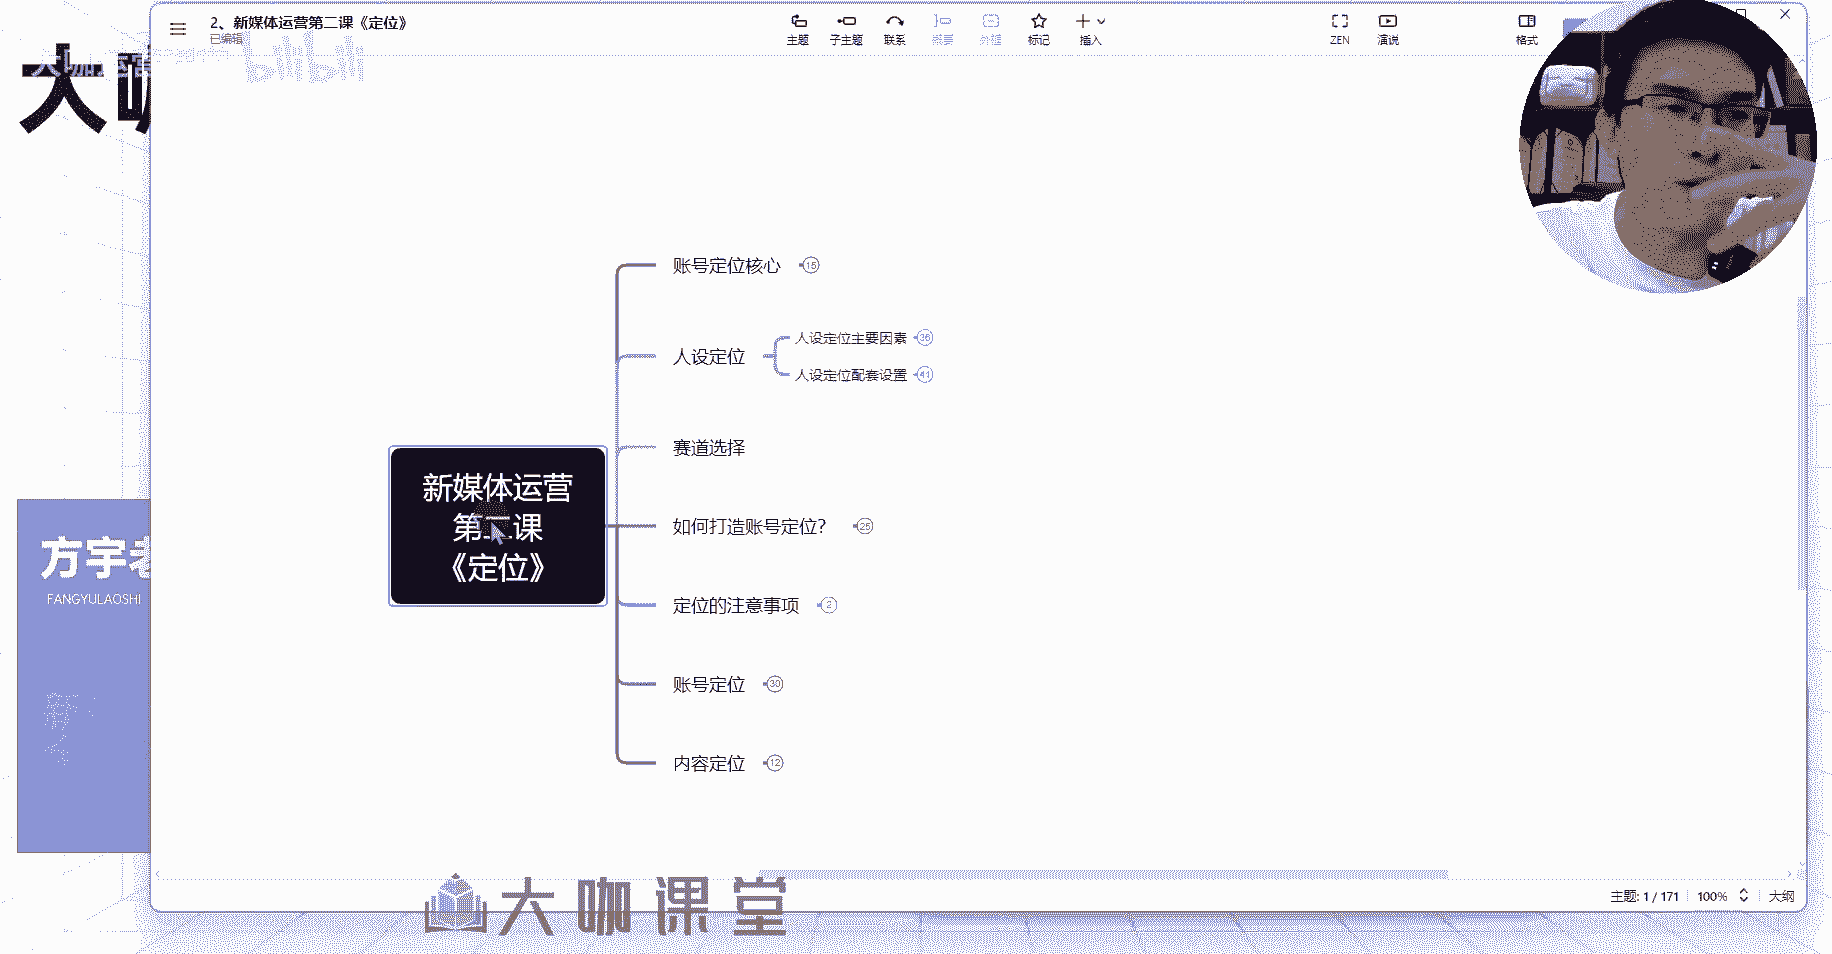 2、新媒体运营第二课《定位》
已编辑
主题
子主题
联系
概要
外框
标记
插入
ZEN
演说
格式
bilibili
大咖
账号定位核心 15
人设定位
人设定位主要因素 36
人设定位配套设置 41
赛道选择
新媒体运营
第二课
《定位》
如何打造账号定位? 25
定位的注意事项 2
账号定位 30
内容定位 12
方宇老
FANGYULAOSHI
主题: 1 / 171
100%
大纲
大咖课堂